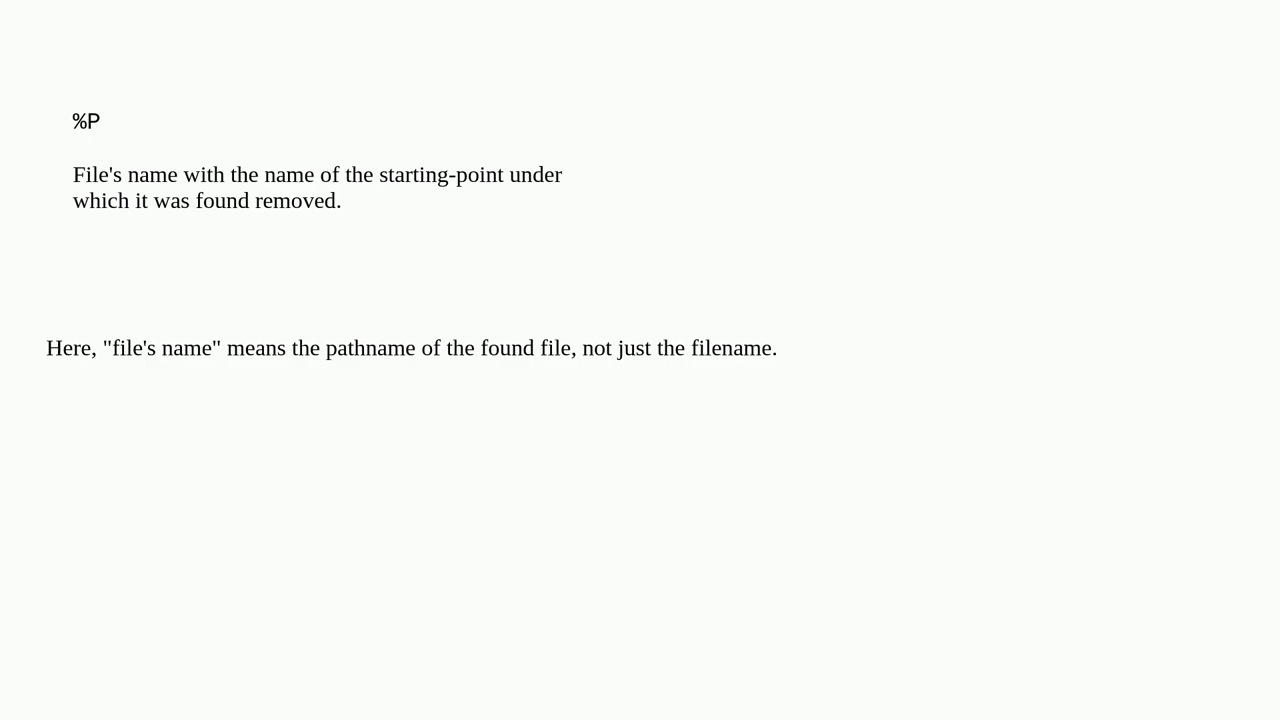 %P
File's name with the name of the starting-point under
which it was found removed.
Here, "file's name" means the pathname of the found file, not just the filename.